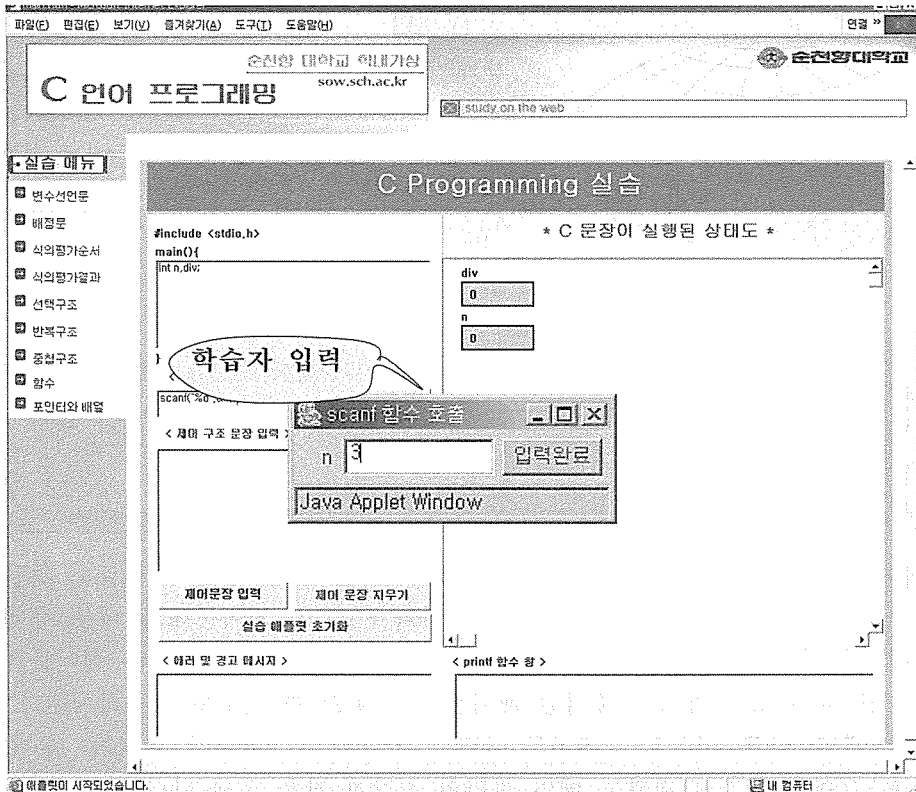 파일(F) 편집(E) 보기(V) 즐겨찾기(A) 도구(T) 도움말(H)
연결 »
순천향 대학교 학내가상
sow.sch.ac.kr
C 언어 프로그래밍
순천향대학교
study on the web
실습 메뉴
변수선언문
배정문
식의평가순서
식의평가결과
선택구조
반복구조
중첩구조
함수
포인터와 배열
C Programming 실습
#include <stdio.h>
main(){
int n,div;
}
* C 문장이 실행된 상태도 *
div
0
n
0
학습자 입력
<
scanf("%d",
< 제어 구조 문장 입력 >
scanf 함수 호출
n 3 입력완료
Java Applet Window
제어문장 입력 제어 문장 지우기
실습 애플릿 초기화
< 에러 및 경고 메시지 >
< printf 함수 창 >
애플릿이 시작되었습니다.
내 컴퓨터